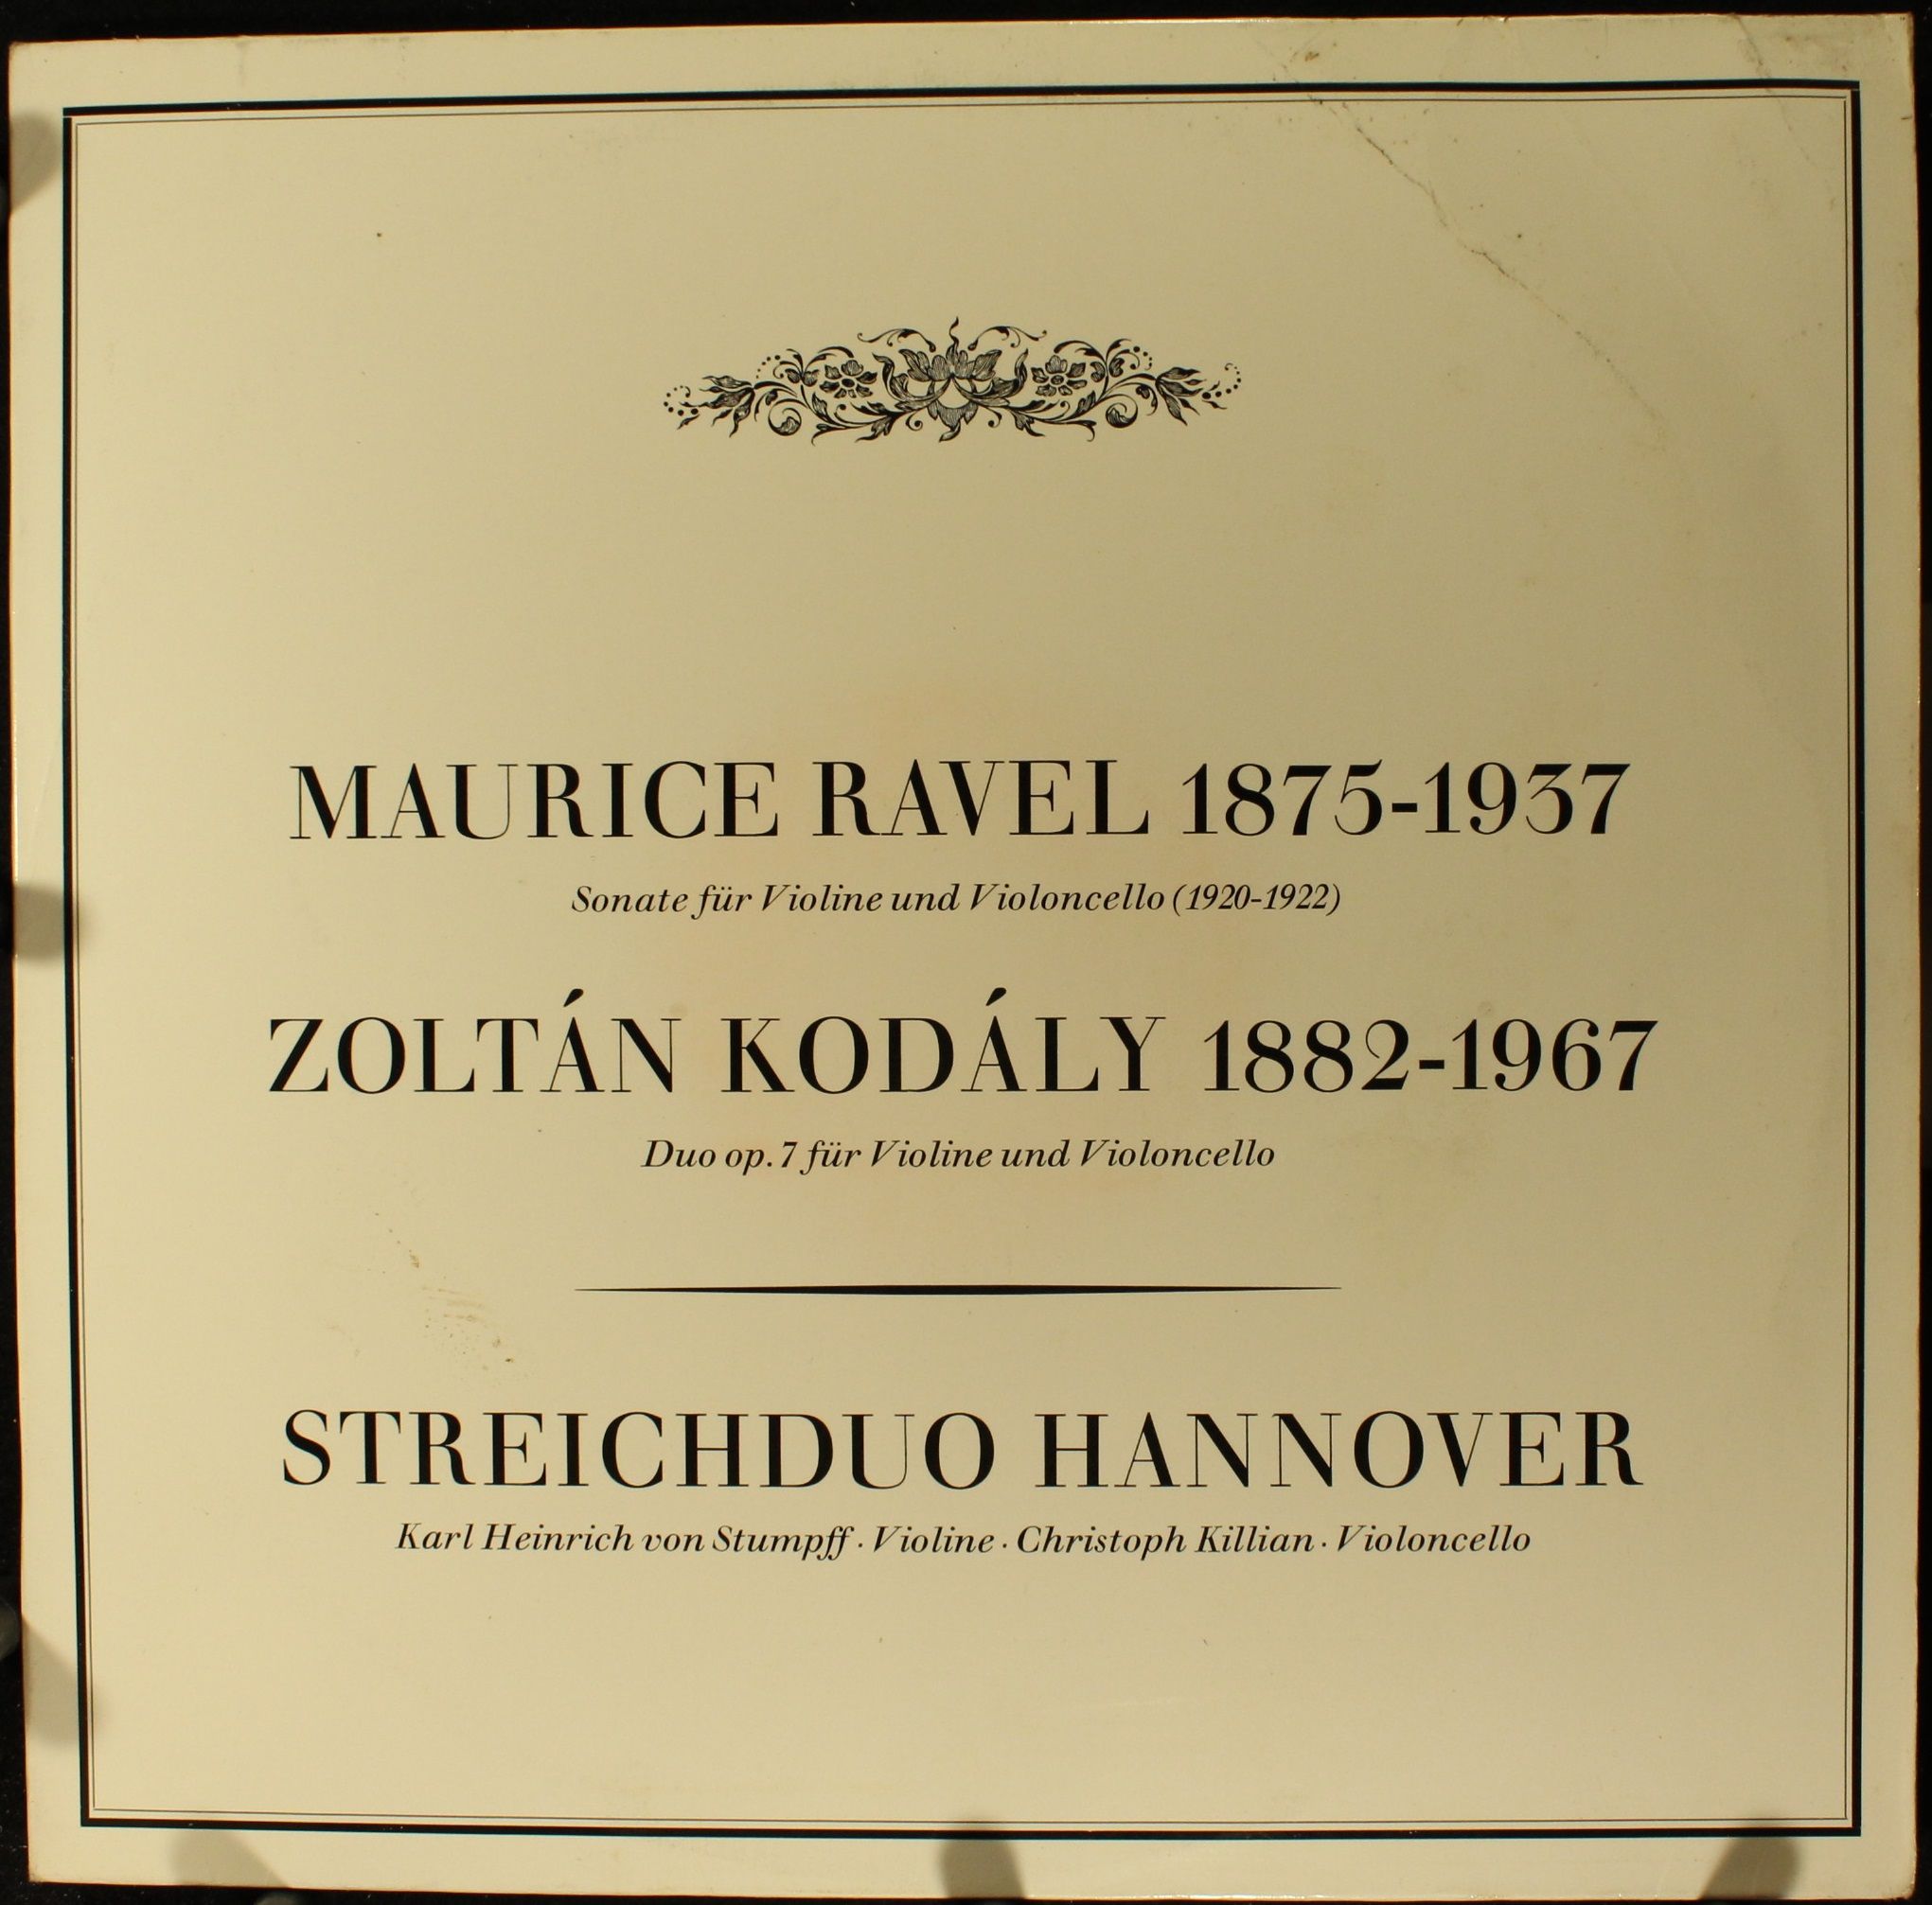 MAURICE RAVEL 1875-1937
Sonate für Violine und Violoncello (1920-1922)
ZOLTÁN KODÁLY 1882-1967
Duo op. 7 für Violine und Violoncello
STREICHDUO HANNOVER
Karl Heinrich von Stumpff · Violine · Christoph Killian · Violoncello